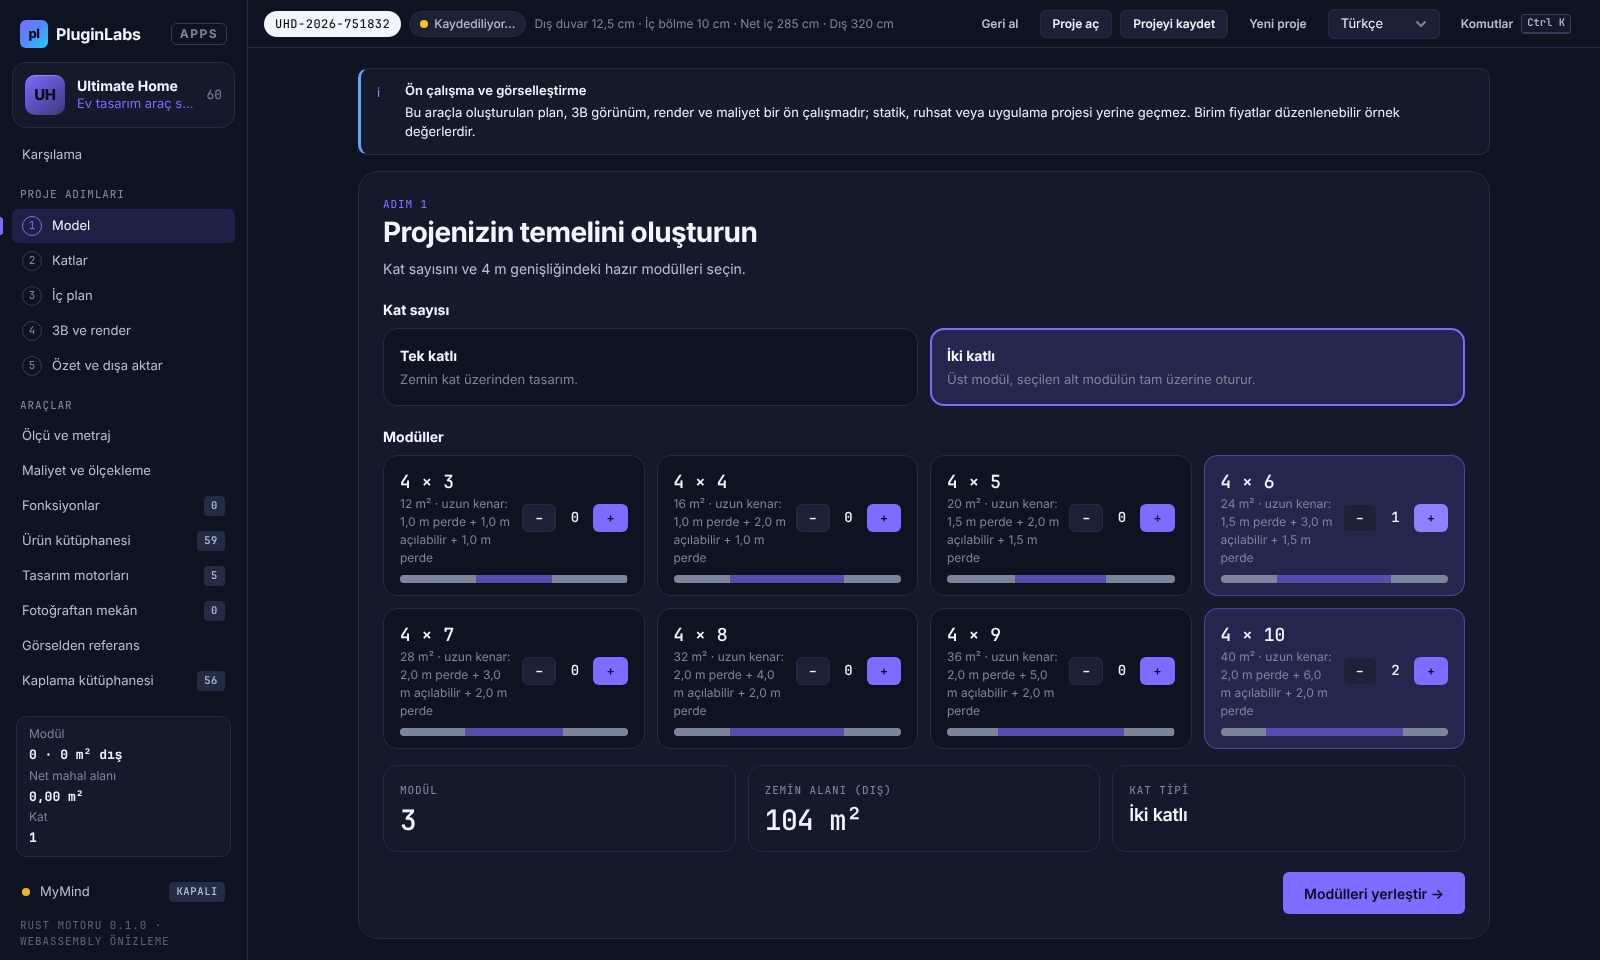 pl PluginLabs APPS
UH Ultimate Home 60
Ev tasarım araç s...
Karşılama
PROJE ADIMLARI
1 Model
2 Katlar
3 İç plan
4 3B ve render
5 Özet ve dışa aktar
ARAÇLAR
Ölçü ve metraj
Maliyet ve ölçekleme
Fonksiyonlar 0
Ürün kütüphanesi 59
Tasarım motorları 5
Fotoğraftan mekân 0
Görselden referans
Kaplama kütüphanesi 56
Modül
0 · 0 m² dış
Net mahal alanı
0,00 m²
Kat
1
MyMind KAPALI
RUST MOTORU 0.1.0 ·
WEBASSEMBLY ÖNİZLEME
UHD-2026-751832 Kaydediliyor... Dış duvar 12,5 cm · İç bölme 10 cm · Net iç 285 cm · Dış 320 cm Geri al Proje aç Projeyi kaydet Yeni proje Türkçe Komutlar Ctrl K
i Ön çalışma ve görselleştirme
Bu araçla oluşturulan plan, 3B görünüm, render ve maliyet bir ön çalışmadır; statik, ruhsat veya uygulama projesi yerine geçmez. Birim fiyatlar düzenlenebilir örnek
değerlerdir.
ADIM 1
Projenizin temelini oluşturun
Kat sayısını ve 4 m genişliğindeki hazır modülleri seçin.
Kat sayısı
Tek katlı
Zemin kat üzerinden tasarım.
İki katlı
Üst modül, seçilen alt modülün tam üzerine oturur.
Modüller
4 × 3
12 m² · uzun kenar:
1,0 m perde + 1,0 m
açılabilir + 1,0 m
perde
− 0 +
4 × 4
16 m² · uzun kenar:
1,0 m perde + 2,0 m
açılabilir + 1,0 m
perde
− 0 +
4 × 5
20 m² · uzun kenar:
1,5 m perde + 2,0 m
açılabilir + 1,5 m
perde
− 0 +
4 × 6
24 m² · uzun kenar:
1,5 m perde + 3,0 m
açılabilir + 1,5 m
perde
− 1 +
4 × 7
28 m² · uzun kenar:
2,0 m perde + 3,0
m açılabilir + 2,0 m
perde
− 0 +
4 × 8
32 m² · uzun kenar:
2,0 m perde + 4,0
m açılabilir + 2,0 m
perde
− 0 +
4 × 9
36 m² · uzun kenar:
2,0 m perde + 5,0
m açılabilir + 2,0 m
perde
− 0 +
4 × 10
40 m² · uzun kenar:
2,0 m perde + 6,0
m açılabilir + 2,0 m
perde
− 2 +
MODÜL
3
ZEMİN ALANI (DIŞ)
104 m²
KAT TİPİ
İki katlı
Modülleri yerleştir →